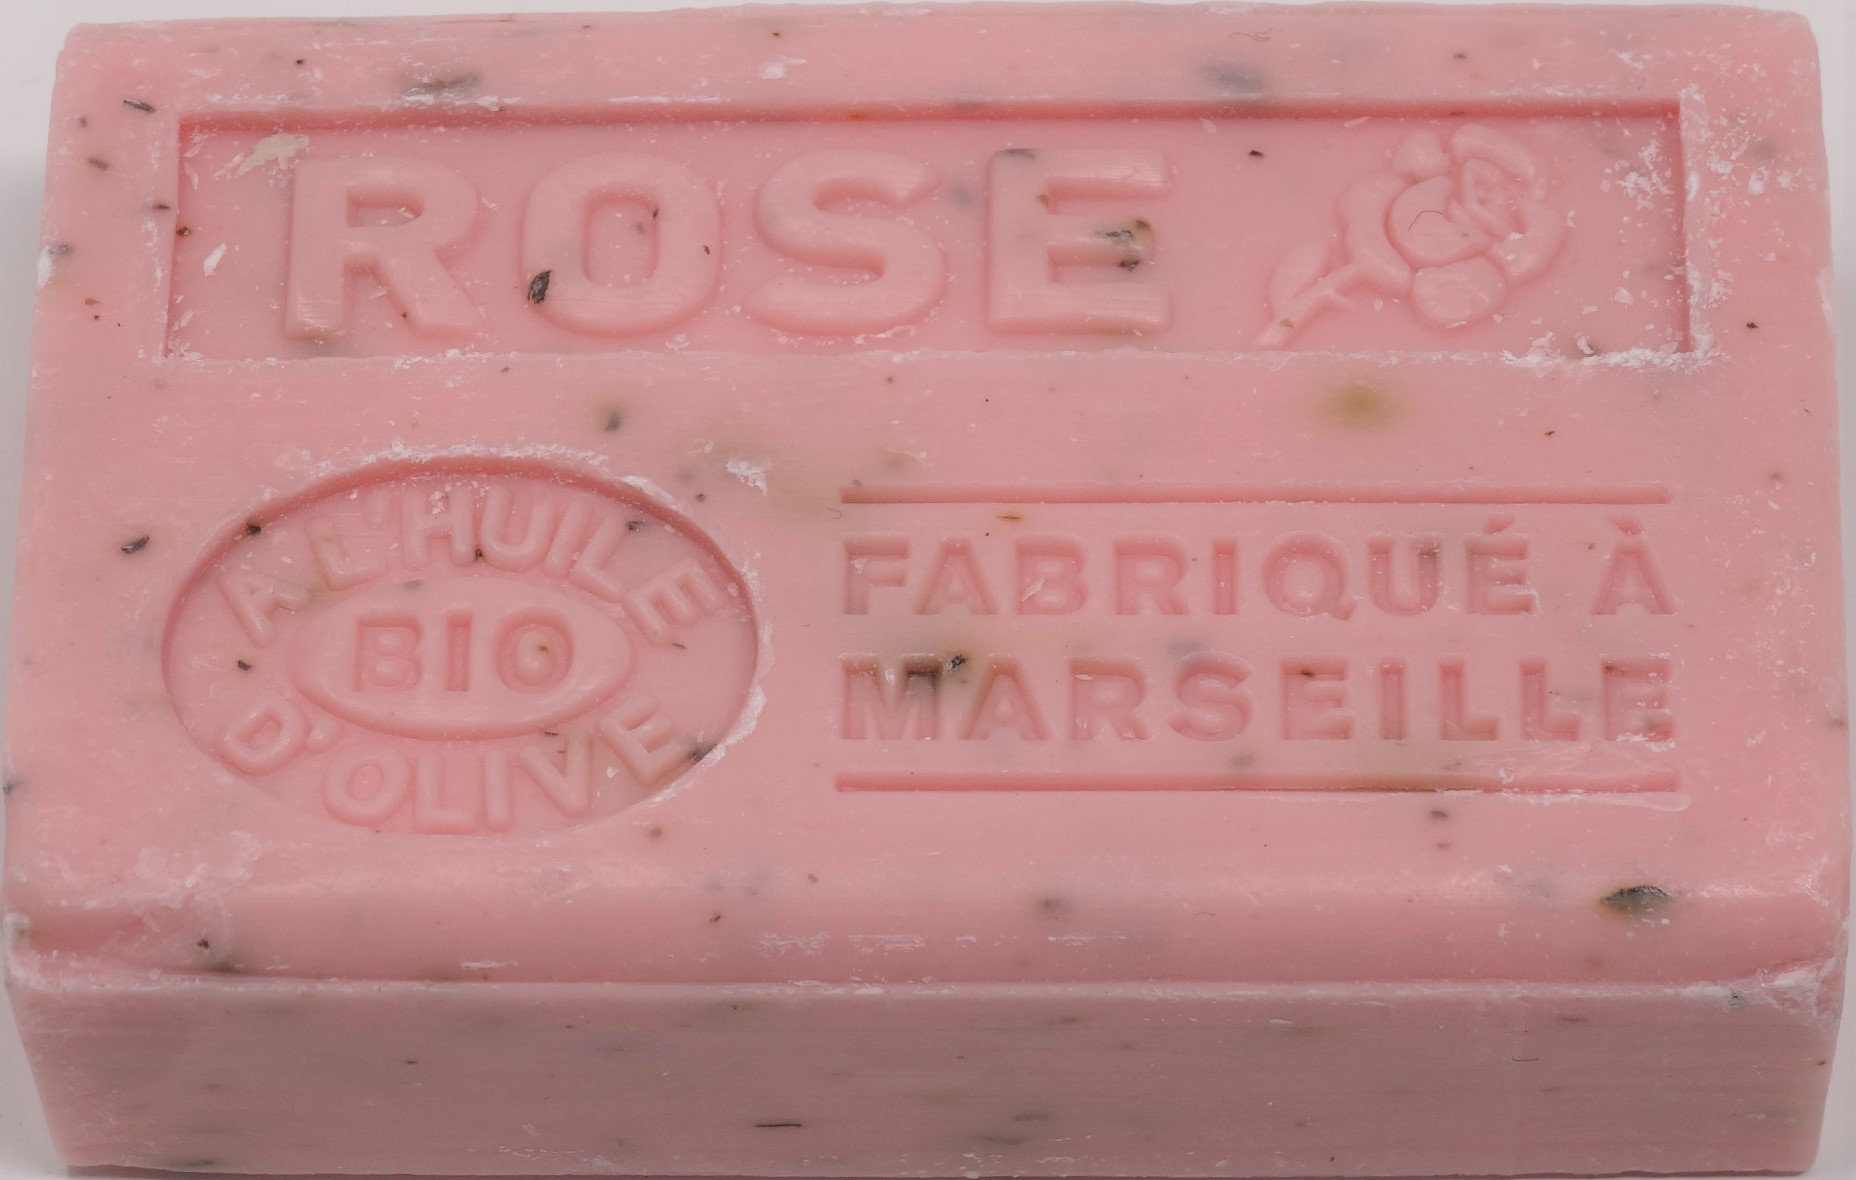 ROSE
A L'HUILE
BIO
D'OLIVE
FABRIQUÉ À
MARSEILLE